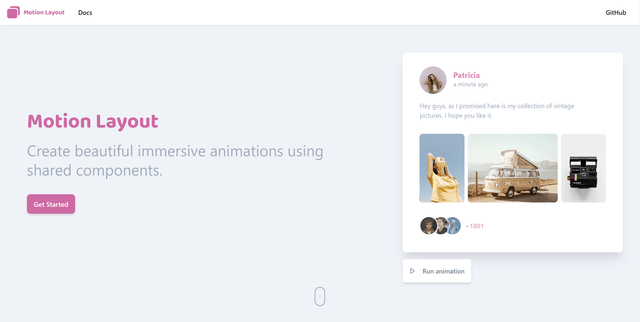 Motion Layout
Docs
GitHub
Patricia
a minute ago
Hey guys, as I promised here is my collection of vintage
pictures. I hope you like it.
Motion Layout
Create beautiful immersive animations using
shared components.
Get Started
+1801
Run animation